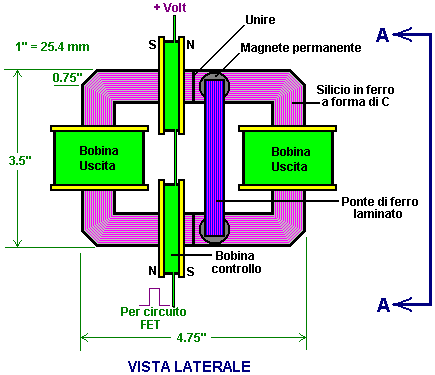 + Volt
Unire
1" = 25.4 mm
S
N
Magnete permanente
A
0.75"
Silicio in ferro
a forma di C
3.5"
Bobina
Uscita
Bobina
Uscita
Ponte di ferro
laminato
N
S
Bobina
controllo
A
Per circuito
FET
4.75"
VISTA LATERALE